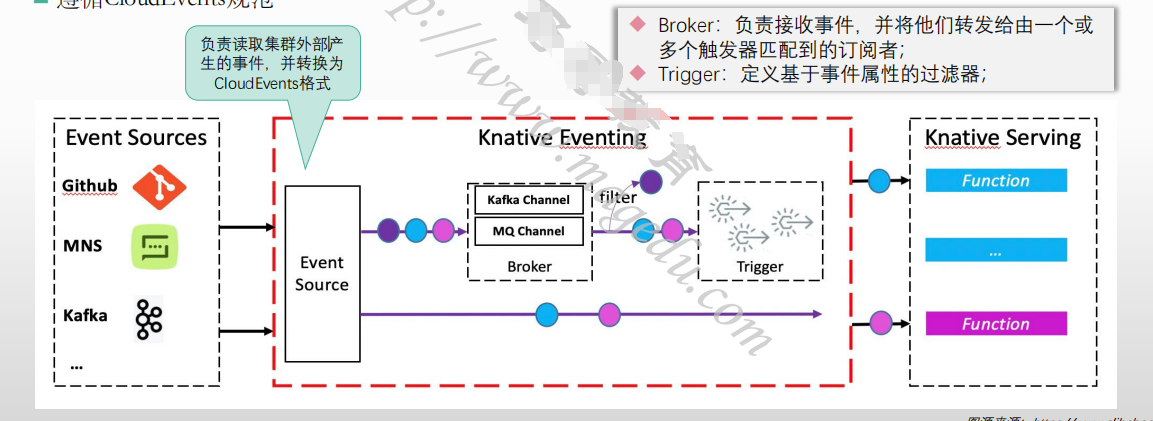 遵循CloudEvents规范
负责读取集群外部产
生的事件，并转换为
CloudEvents格式
Broker：负责接收事件，并将他们转发给由一个或
多个触发器匹配到的订阅者；
Trigger：定义基于事件属性的过滤器；
Event Sources
Github
MNS
Kafka
...
Knative Eventing
Event
Source
Kafka Channel
MQ Channel
Broker
filter
Trigger
Knative Serving
Function
...
Function
www.magedu.com